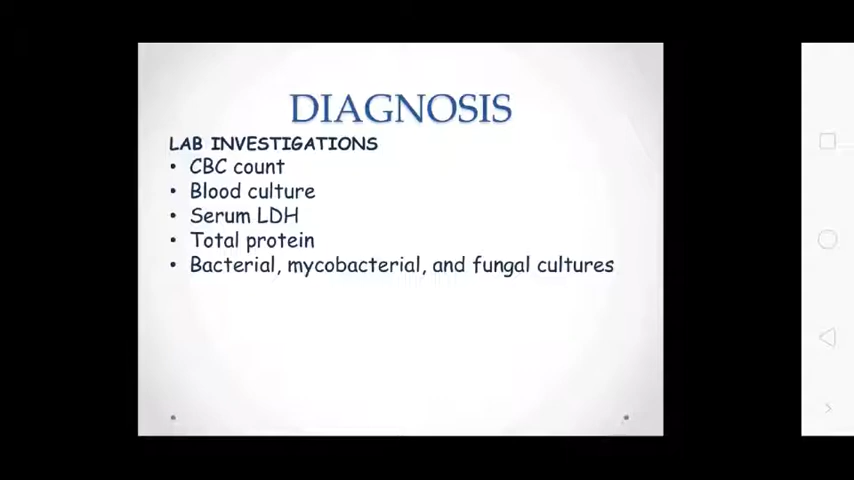 DIAGNOSIS
LAB INVESTIGATIONS
• CBC count
• Blood culture
• Serum LDH
• Total protein
• Bacterial, mycobacterial, and fungal cultures